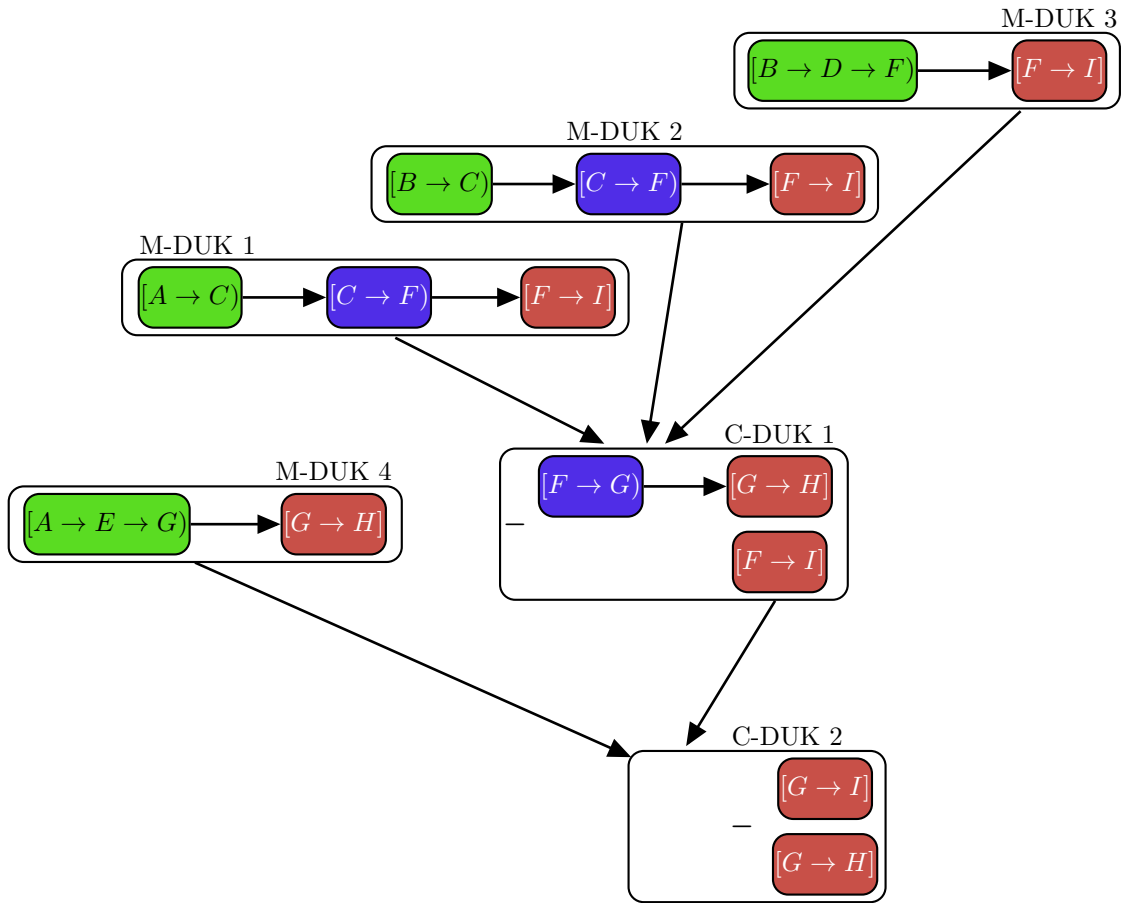 M-DUK 3
[B → D → F) [F → I]
M-DUK 2
[B → C) [C → F) [F → I]
M-DUK 1
[A → C) [C → F) [F → I]
C-DUK 1
[F → G) [G → H]
−
[F → I]
M-DUK 4
[A → E → G) [G → H]
C-DUK 2
[G → I]
−
[G → H]